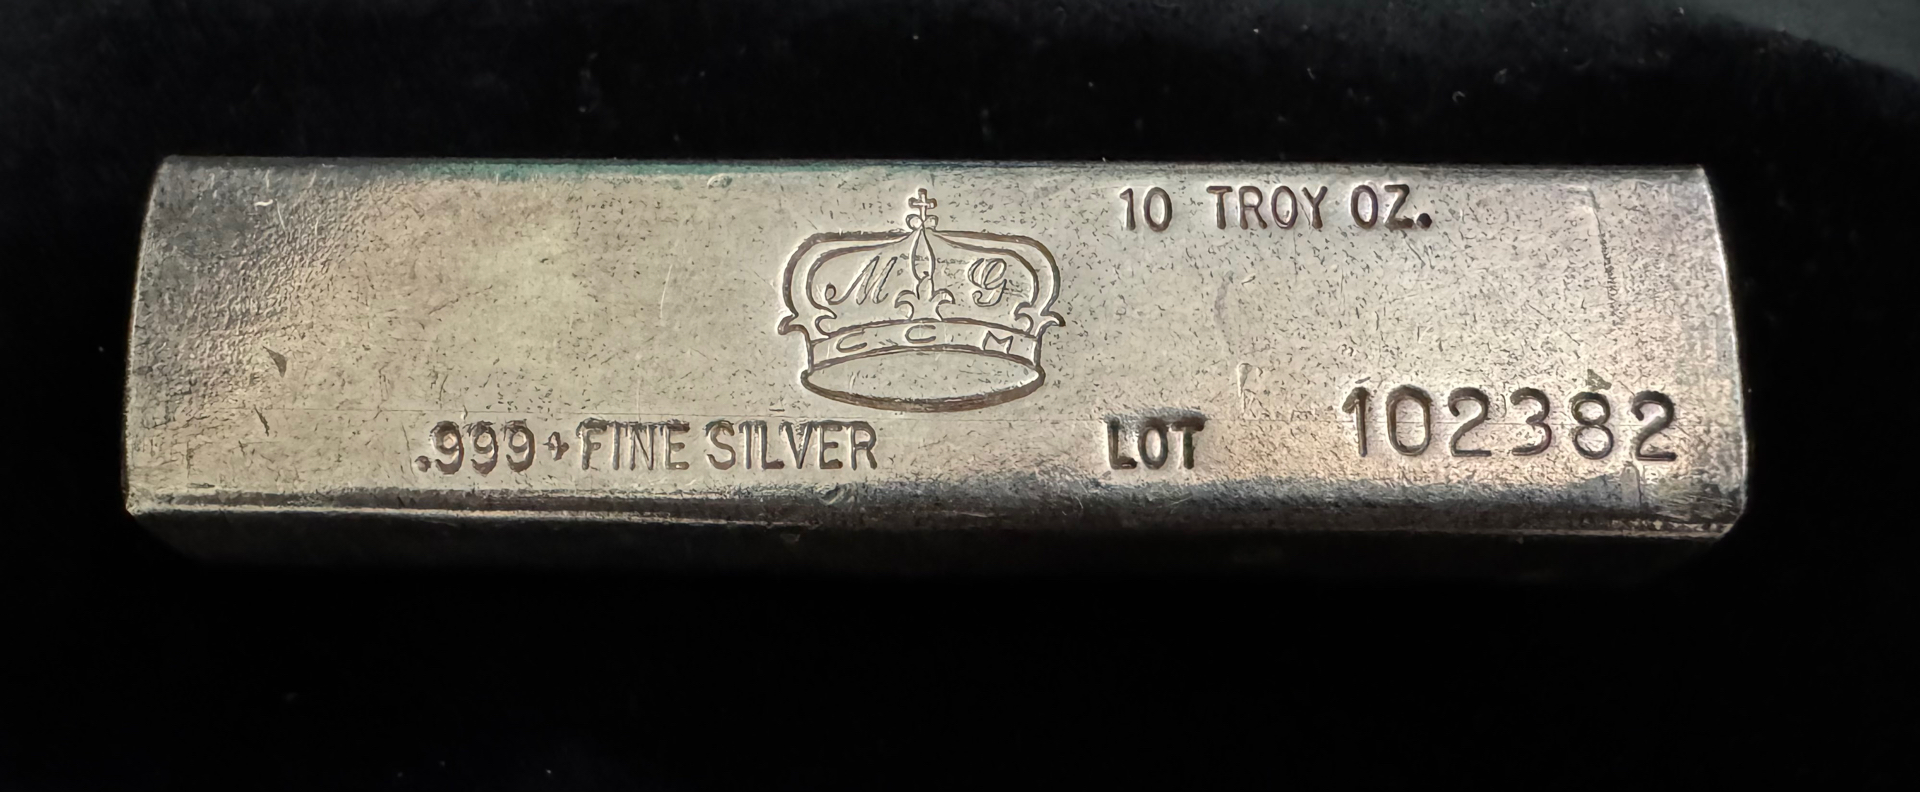 10 TROY OZ.
M G
C C M
.999+ FINE SILVER
LOT 102382